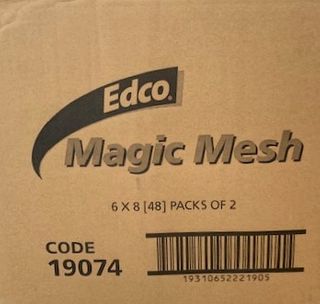 Edco
Magic Mesh
6 X 8 [48] PACKS OF 2
CODE
19074
19310652221905